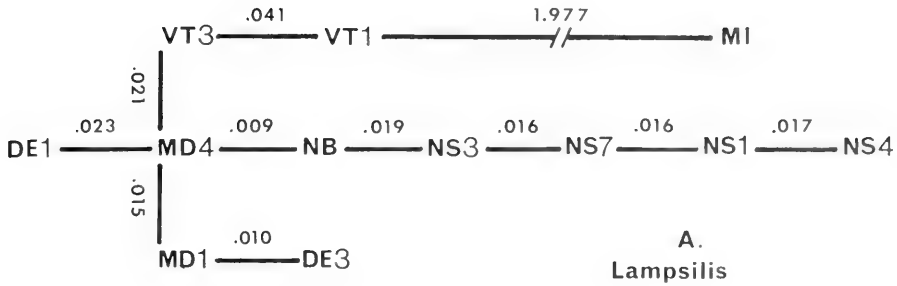 .041 1.977
VT3 VT1 MI
.021
.023 .009 .019 .016 .016 .017
DE1 MD4 NB NS3 NS7 NS1 NS4
.015
.010
MD1 DE3
A.
Lampsilis